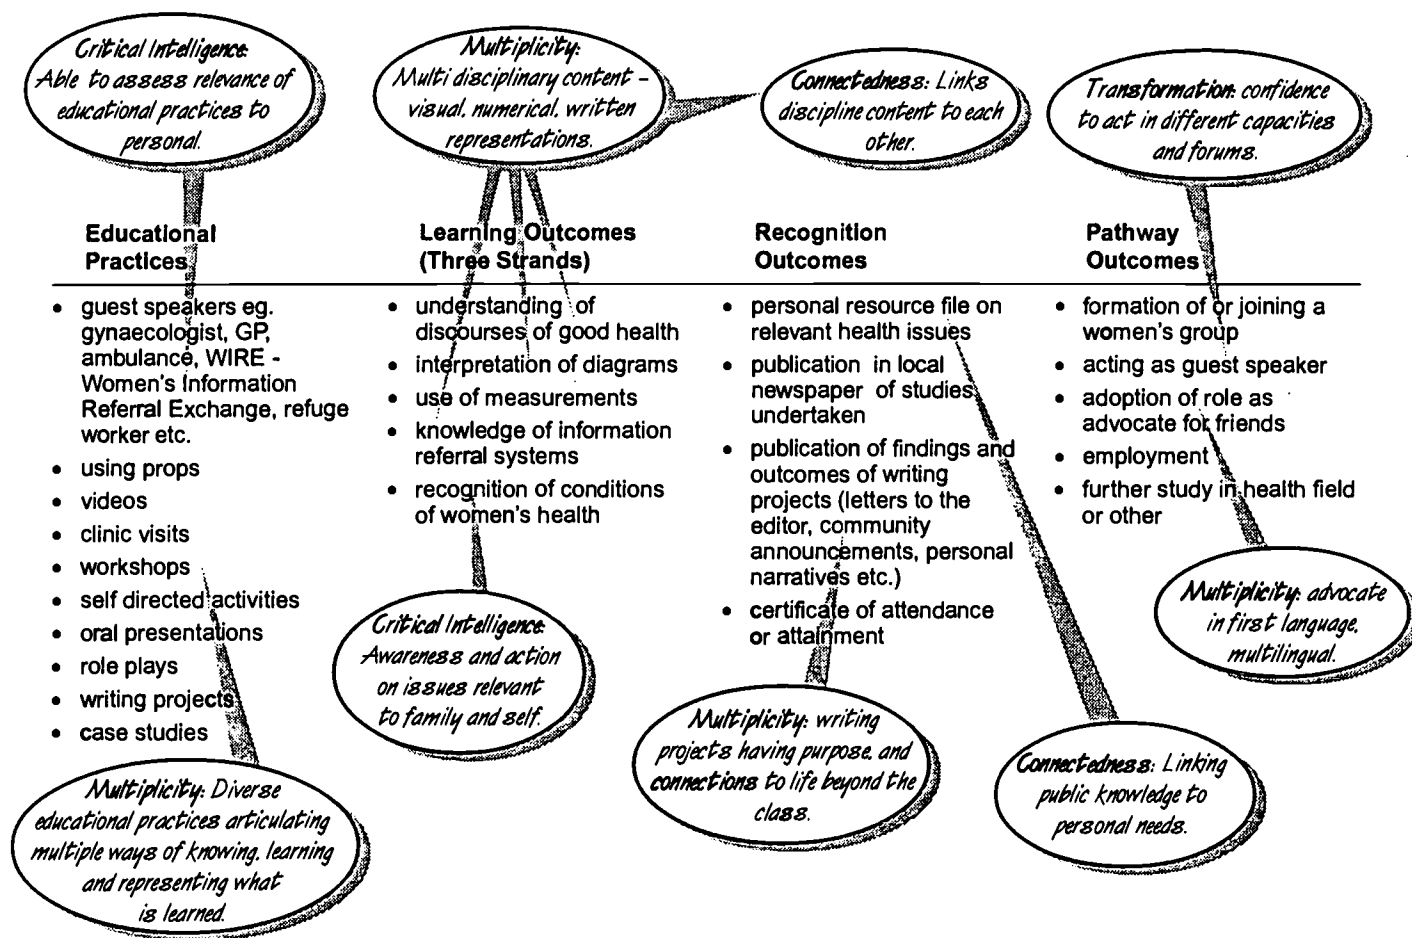 Critical Intelligence:
Able to assess relevance of
educational practices to
personal.
Multiplicity:
Multi disciplinary content –
visual, numerical, written
representations.
Connectedness: Links
discipline content to each
other.
Transformation: confidence
to act in different capacities
and forums.
Educational
Practices
• guest speakers eg.
gynaecologist, GP,
ambulance, WIRE -
Women's Information
Referral Exchange, refuge
worker etc.
• using props
• videos
• clinic visits
• workshops
• self directed activities
• oral presentations
• role plays
• writing projects
• case studies
Learning Outcomes
(Three Strands)
• understanding of
discourses of good health
• interpretation of diagrams
• use of measurements
• knowledge of information
referral systems
• recognition of conditions
of women's health
Recognition
Outcomes
• personal resource file on
relevant health issues
• publication in local
newspaper of studies
undertaken
• publication of findings and
outcomes of writing
projects (letters to the
editor, community
announcements, personal
narratives etc.)
• certificate of attendance
or attainment
Pathway
Outcomes
• formation of or joining a
women's group
• acting as guest speaker
• adoption of role as
advocate for friends
• employment
• further study in health field
or other
Multiplicity: Diverse
educational practices articulating
multiple ways of knowing, learning
and representing what
is learned.
Critical Intelligence:
Awareness and action
on issues relevant
to family and self.
Multiplicity: writing
projects having purpose, and
connections to life beyond the
class.
Connectedness: Linking
public knowledge to
personal needs.
Multiplicity: advocate
in first language,
multilingual.